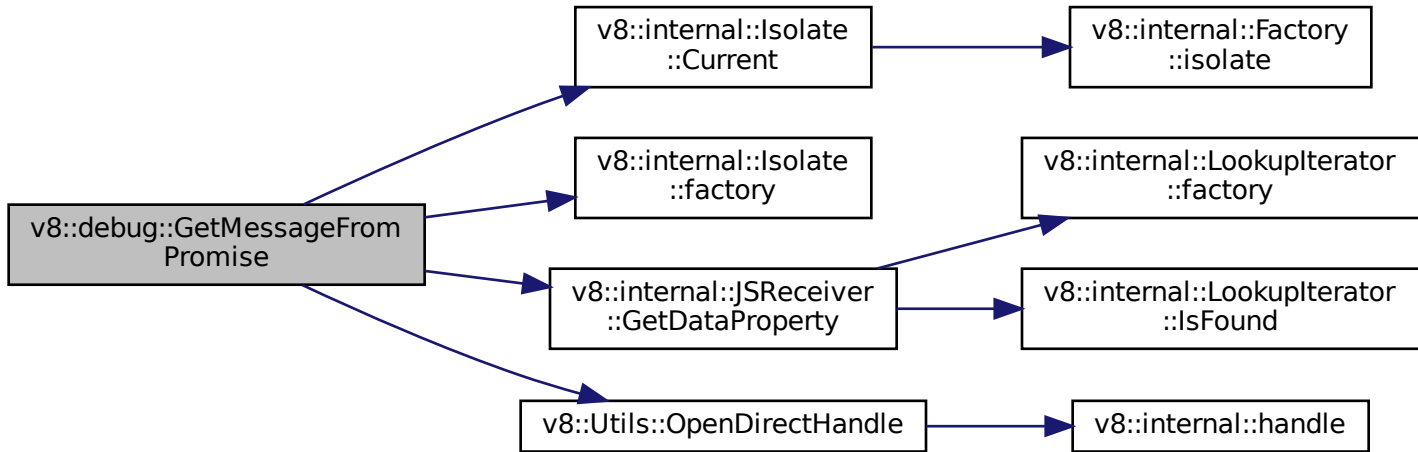 v8::internal::Isolate
::Current
v8::internal::Factory
::isolate
v8::internal::Isolate
::factory
v8::internal::LookupIterator
::factory
v8::debug::GetMessageFrom
Promise
v8::internal::JSReceiver
::GetDataProperty
v8::internal::LookupIterator
::IsFound
v8::Utils::OpenDirectHandle
v8::internal::handle